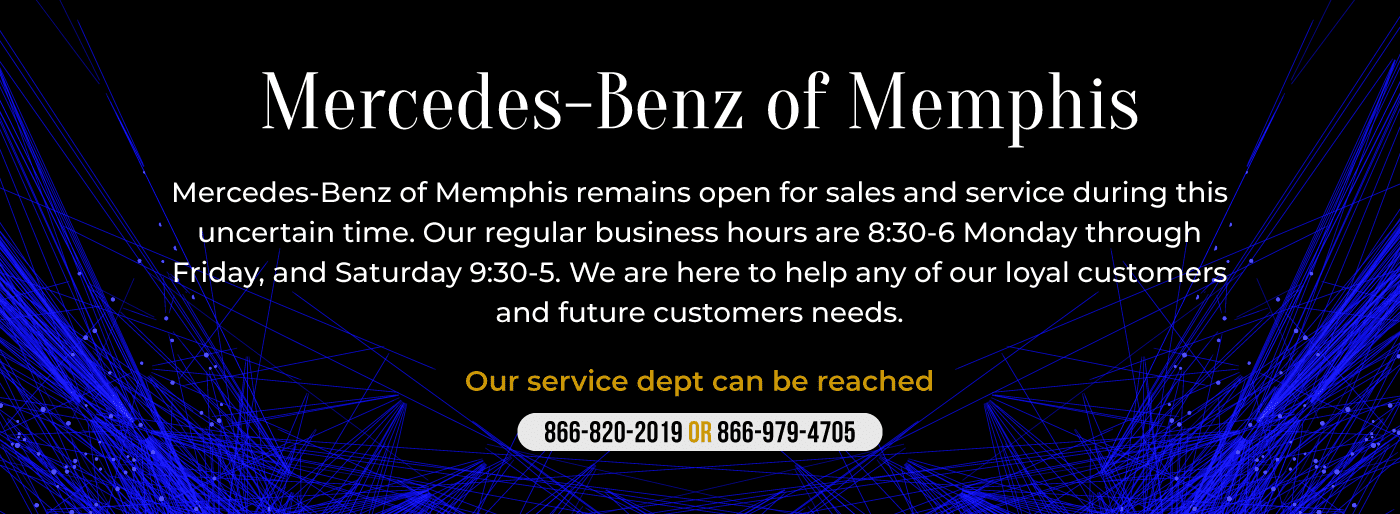 Mercedes-Benz of Memphis
Mercedes-Benz of Memphis remains open for sales and service during this
uncertain time. Our regular business hours are 8:30-6 Monday through
Friday, and Saturday 9:30-5. We are here to help any of our loyal customers
and future customers needs.
Our service dept can be reached
866-820-2019 OR 866-979-4705